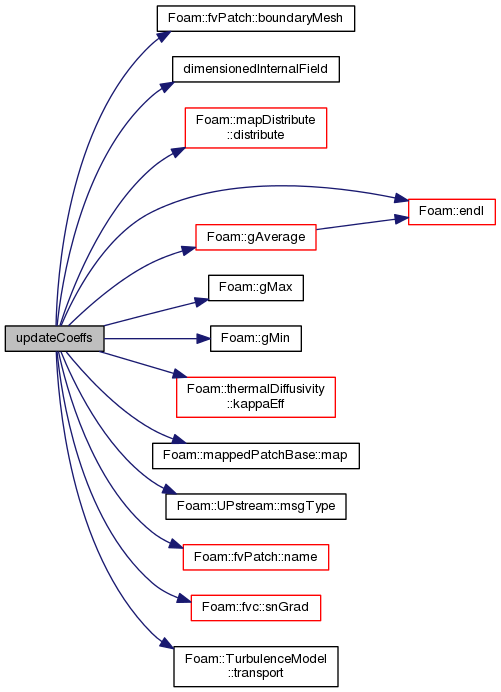 Foam::fvPatch::boundaryMesh
dimensionedInternalField
Foam::mapDistribute
::distribute
Foam::endl
Foam::gAverage
Foam::gMax
updateCoeffs
Foam::gMin
Foam::thermalDiffusivity
::kappaEff
Foam::mappedPatchBase::map
Foam::UPstream::msgType
Foam::fvPatch::name
Foam::fvc::snGrad
Foam::TurbulenceModel
::transport